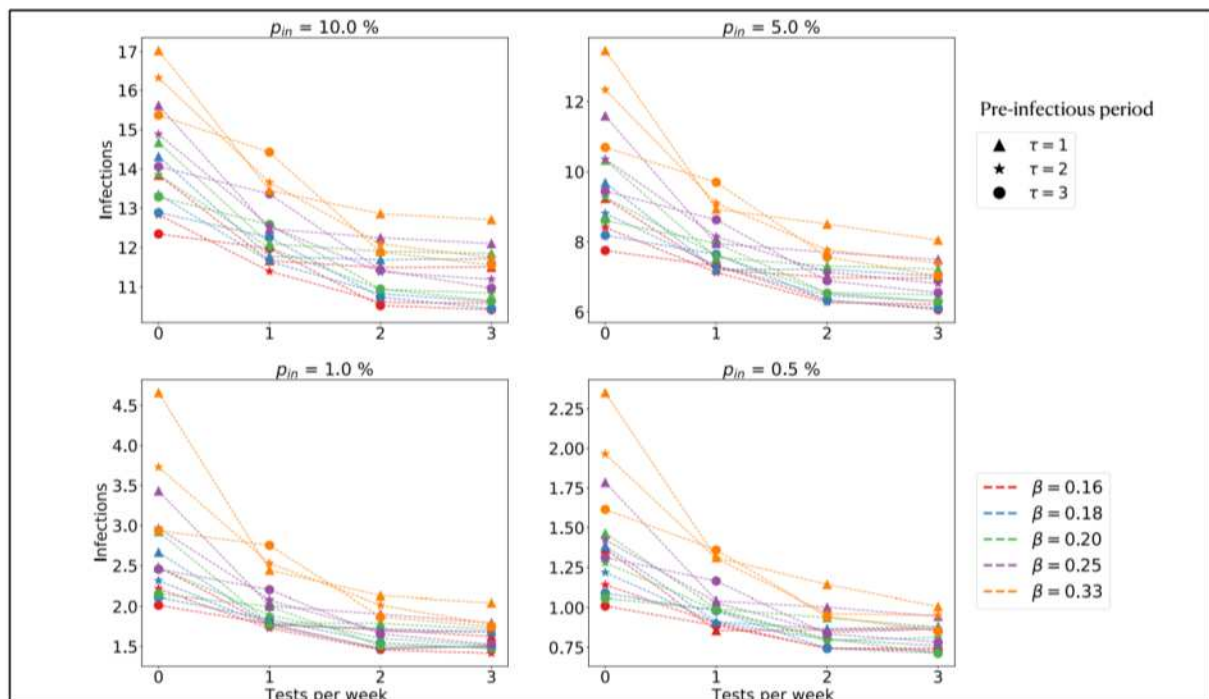 p_in = 10.0 %
Infections
17
16
15
14
13
12
11
0 1 2 3
p_in = 5.0 %
12
10
8
6
0 1 2 3
Pre-infectious period
τ = 1
τ = 2
τ = 3
p_in = 1.0 %
Infections
4.5
4.0
3.5
3.0
2.5
2.0
1.5
0 1 2 3
Tests per week
p_in = 0.5 %
2.25
2.00
1.75
1.50
1.25
1.00
0.75
0 1 2 3
Tests per week
β = 0.16
β = 0.18
β = 0.20
β = 0.25
β = 0.33